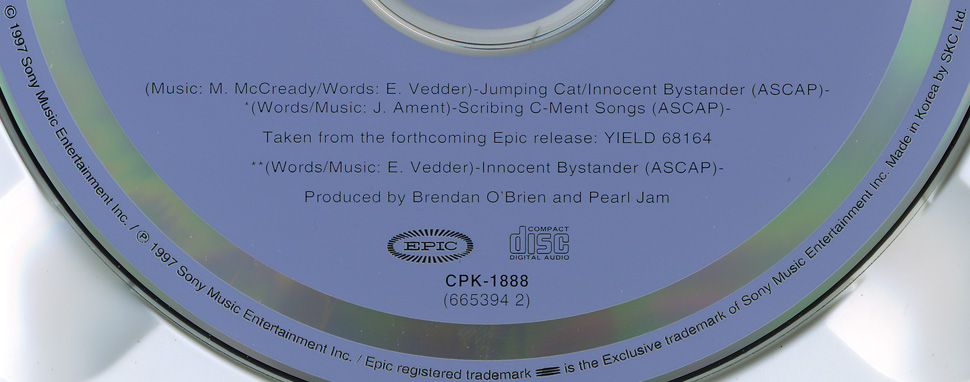 (Music: M. McCready/Words: E. Vedder)-Jumping Cat/Innocent Bystander (ASCAP)-
*(Words/Music: J. Ament)-Scribing C-Ment Songs (ASCAP)-
Taken from the forthcoming Epic release: YIELD 68164
**(Words/Music: E. Vedder)-Innocent Bystander (ASCAP)-
Produced by Brendan O'Brien and Pearl Jam
EPIC
COMPACT
disc
DIGITAL AUDIO
CPK-1888
(665394 2)
© 1997 Sony Music Entertainment Inc. / ℗ 1997 Sony Music Entertainment Inc. / Epic registered trademark is the Exclusive trademark of Sony Music Entertainment Inc. Made in Korea by SKC Ltd.